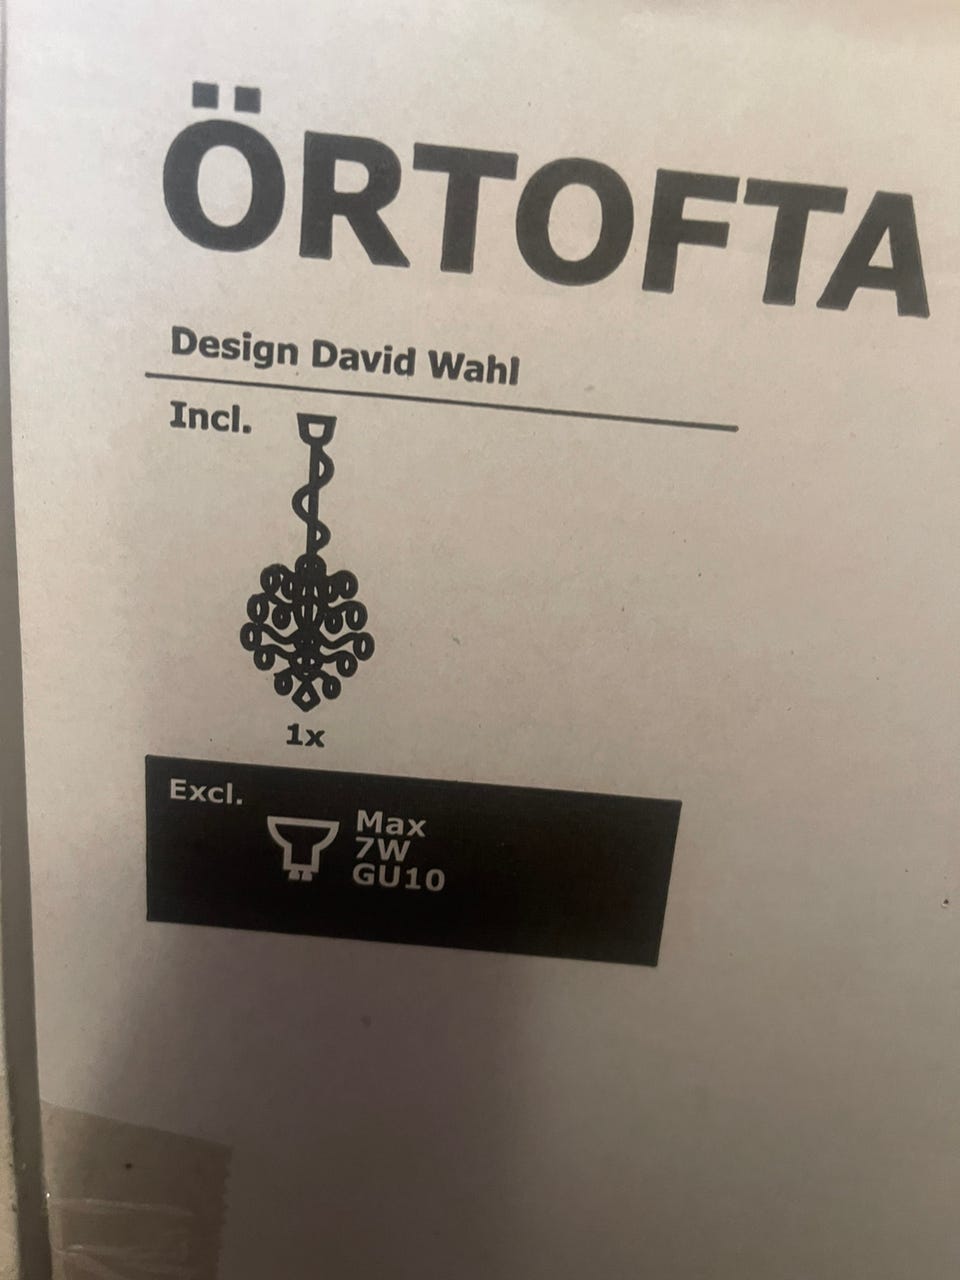 ÖRTOFTA
Design David Wahl
Incl.
1x
Excl.
Max
7W
GU10